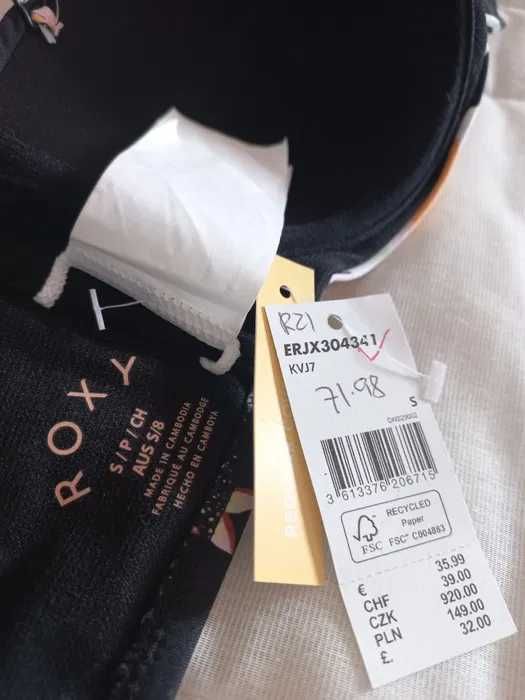 ROXY
S / P / CH
AUS S/8
MADE IN CAMBODIA
FABRIQUÉ AU CAMBODGE
HECHO EN CAMBOYA
R21
ERJX304341
KVJ7
71.98
S
3 613376 206715
FSC
RECYCLED
Paper
FSC® C004883
€ 35.99
CHF 39.00
CZK 920.00
PLN 149.00
£. 32.00